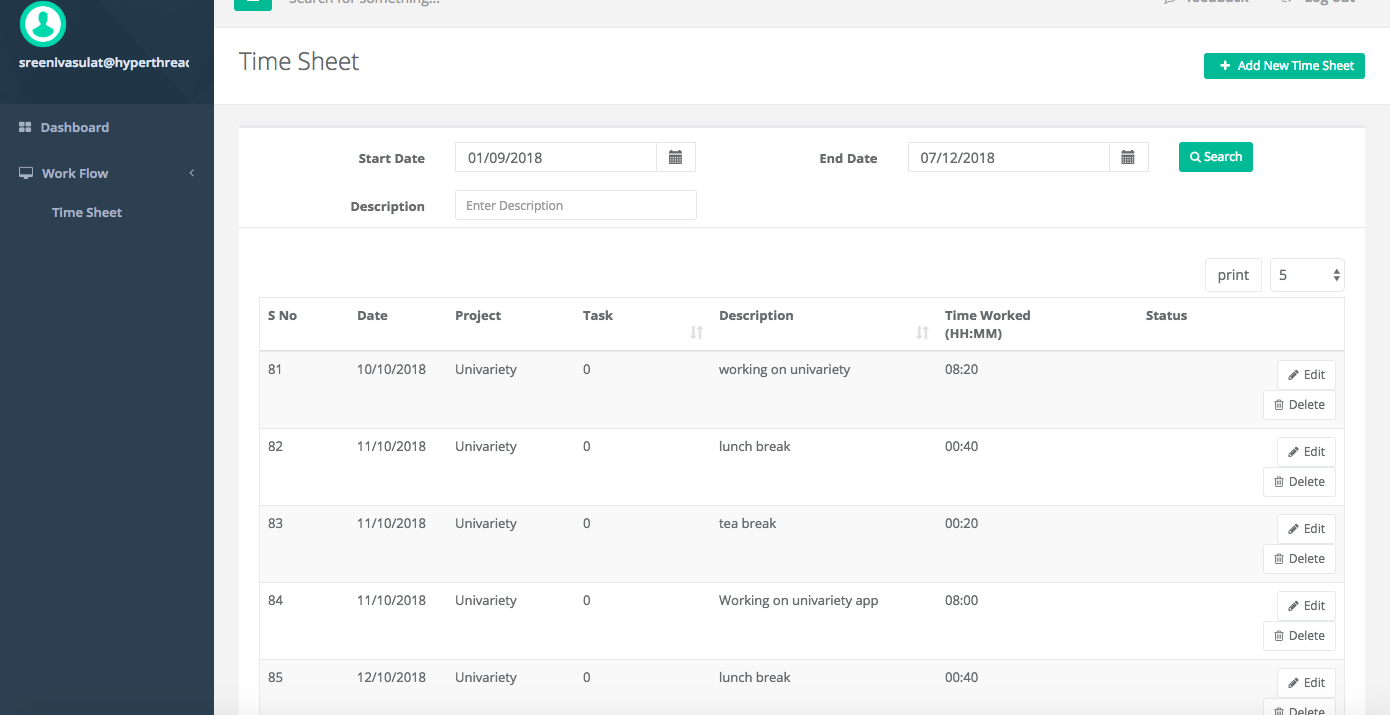 Search for something...
feedback
Log out
sreenivasulat@hyperthread
Time Sheet
Add New Time Sheet
Dashboard
Work Flow
Time Sheet
Start Date
01/09/2018
End Date
07/12/2018
Search
Description
Enter Description
print
5
S No Date Project Task Description Time Worked Status
(HH:MM)
81 10/10/2018 Univariety 0 working on univariety 08:20
Edit
Delete
82 11/10/2018 Univariety 0 lunch break 00:40
Edit
Delete
83 11/10/2018 Univariety 0 tea break 00:20
Edit
Delete
84 11/10/2018 Univariety 0 Working on univariety app 08:00
Edit
Delete
85 12/10/2018 Univariety 0 lunch break 00:40
Edit
Delete